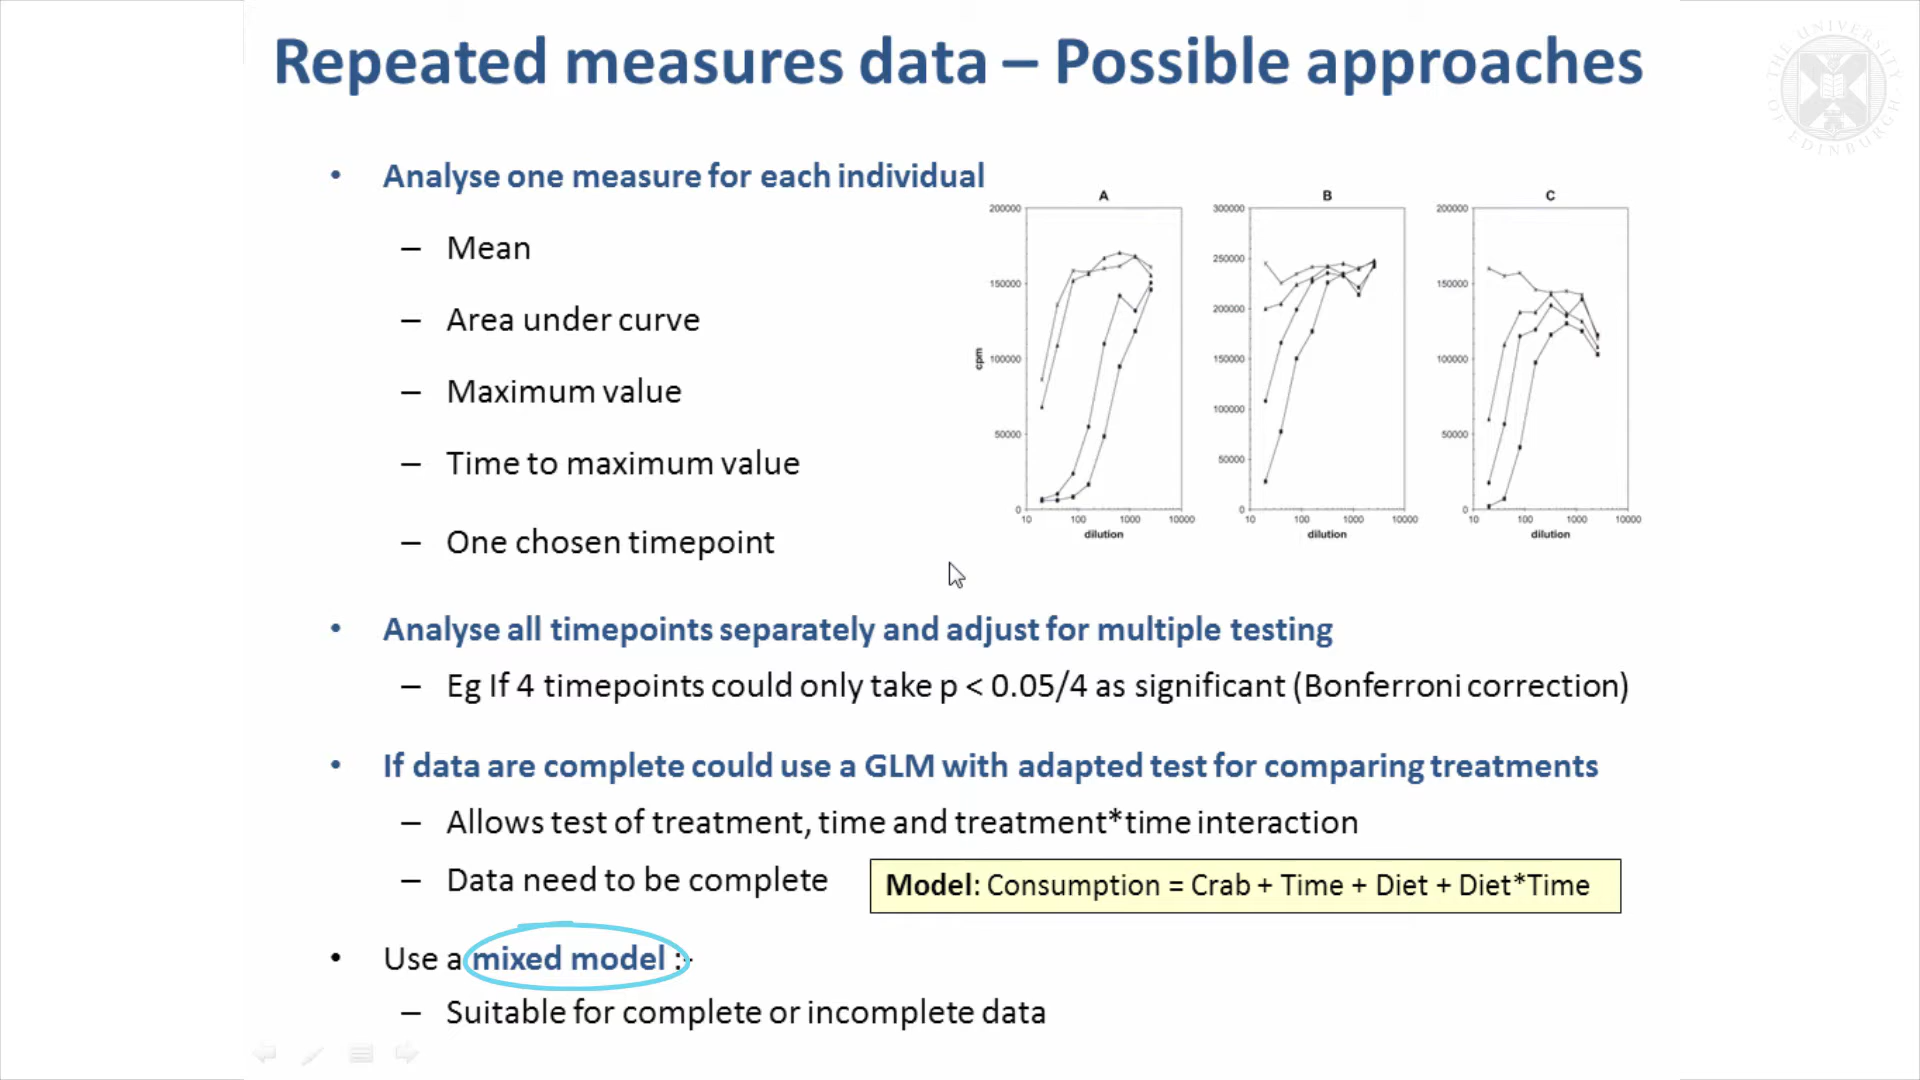 Repeated measures data – Possible approaches
THE UNIVERSITY OF EDINBURGH
• Analyse one measure for each individual
– Mean
– Area under curve
– Maximum value
– Time to maximum value
– One chosen timepoint
A
200000
150000
100000
50000
0
cpm
10 100 1000 10000
dilution
B
300000
250000
200000
150000
100000
50000
0
10 100 1000 10000
dilution
C
200000
150000
100000
50000
0
10 100 1000 10000
dilution
• Analyse all timepoints separately and adjust for multiple testing
– Eg If 4 timepoints could only take p < 0.05/4 as significant (Bonferroni correction)
• If data are complete could use a GLM with adapted test for comparing treatments
– Allows test of treatment, time and treatment*time interaction
– Data need to be complete
Model: Consumption = Crab + Time + Diet + Diet*Time
• Use a mixed model :-
– Suitable for complete or incomplete data